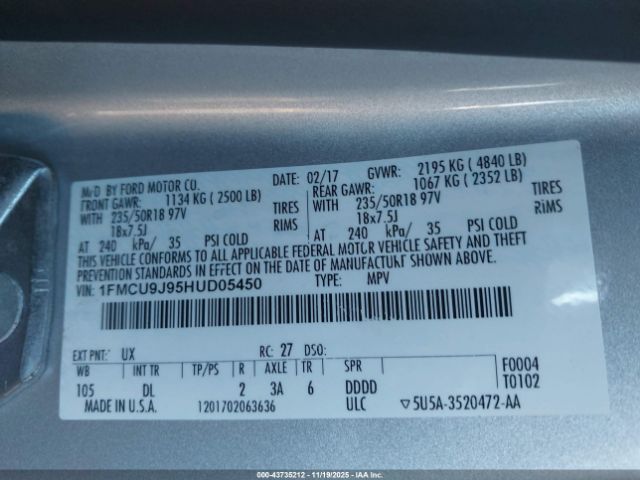 MFD BY FORD MOTOR CO.
DATE: 02/17 GVWR: 2195 KG ( 4840 LB)
FRONT GAWR: 1134 KG ( 2500 LB) REAR GAWR: 1067 KG ( 2352 LB)
WITH 235/50R18 97V TIRES WITH 235/50R18 97V TIRES
18x7.5J RIMS 18x7.5J RIMS
AT 240 kPa/ 35 PSI COLD AT 240 kPa/ 35 PSI COLD
THIS VEHICLE CONFORMS TO ALL APPLICABLE FEDERAL MOTOR VEHICLE SAFETY AND THEFT
PREVENTION STANDARDS IN EFFECT ON THE DATE OF MANUFACTURE SHOWN ABOVE.
VIN: 1FMCU9J95HUD05450 TYPE: MPV
EXT PNT: UX RC: 27 DSO:
WB INT TR TP/PS R AXLE TR SPR F0004
105 DL 2 3A 6 DDDD T0102
MADE IN U.S.A. 1201702063636 ULC ▽5U5A-3520472-AA
000-43735212 - 11/19/2025 - IAAI